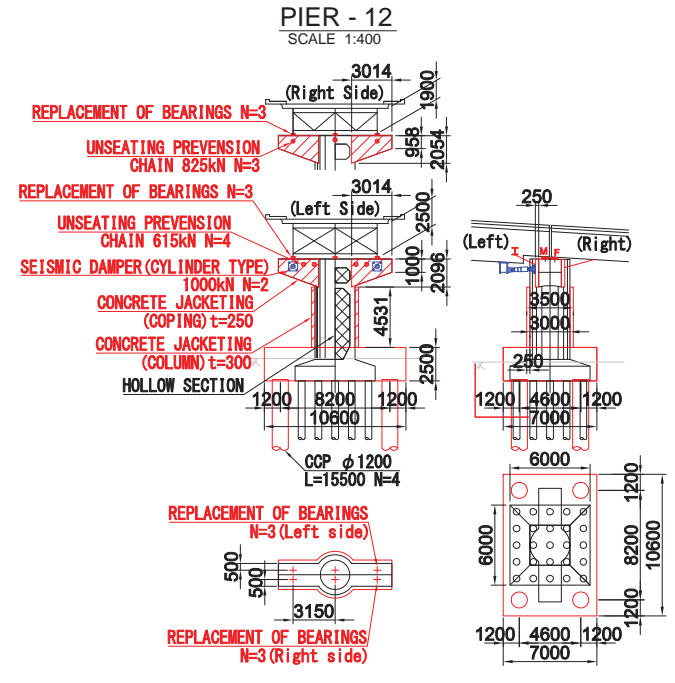 PIER - 12
SCALE 1:400
3014
(Right Side)
1900
REPLACEMENT OF BEARINGS N=3
UNSEATING PREVENSION
CHAIN 825kN N=3
958
2054
REPLACEMENT OF BEARINGS N=3
3014
(Left Side)
2500
UNSEATING PREVENSION
CHAIN 615kN N=4
SEISMIC DAMPER(CYLINDER TYPE)
1000kN N=2
1000
2096
CONCRETE JACKETING
(COPING)t=250
4531
CONCRETE JACKETING
(COLUMN)t=300
HOLLOW SECTION
2500
1200 8200 1200
10600
CCP φ1200
L=15500 N=4
250
(Left)
I
M
F
(Right)
3500
3000
250
1200 4600 1200
7000
6000
1200
6000
8200
10600
1200
1200 4600 1200
7000
REPLACEMENT OF BEARINGS
N=3(Left side)
500
500
3150
REPLACEMENT OF BEARINGS
N=3(Right side)